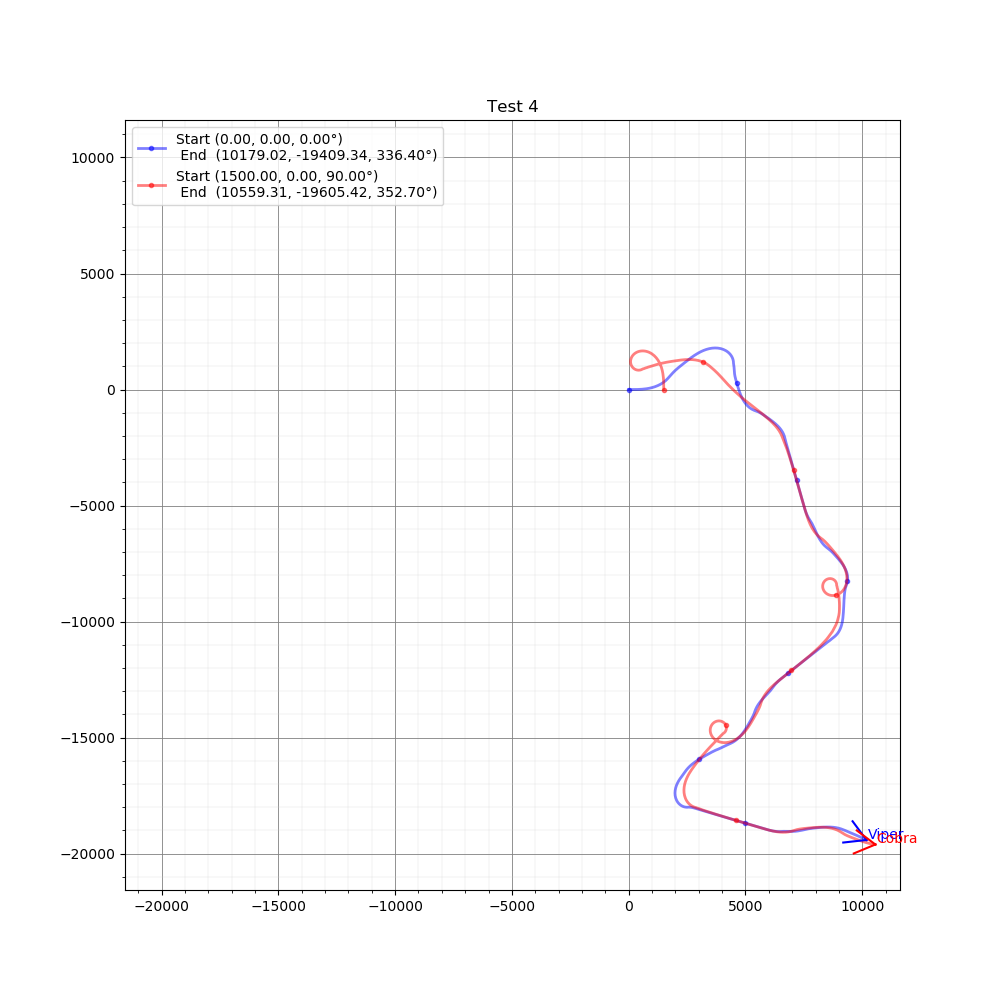 Test 4
Start (0.00, 0.00, 0.00°)
End (10179.02, -19409.34, 336.40°)
Start (1500.00, 0.00, 90.00°)
End (10559.31, -19605.42, 352.70°)
10000
5000
0
−5000
−10000
−15000
−20000
Viper
Cobra
−20000 −15000 −10000 −5000 0 5000 10000